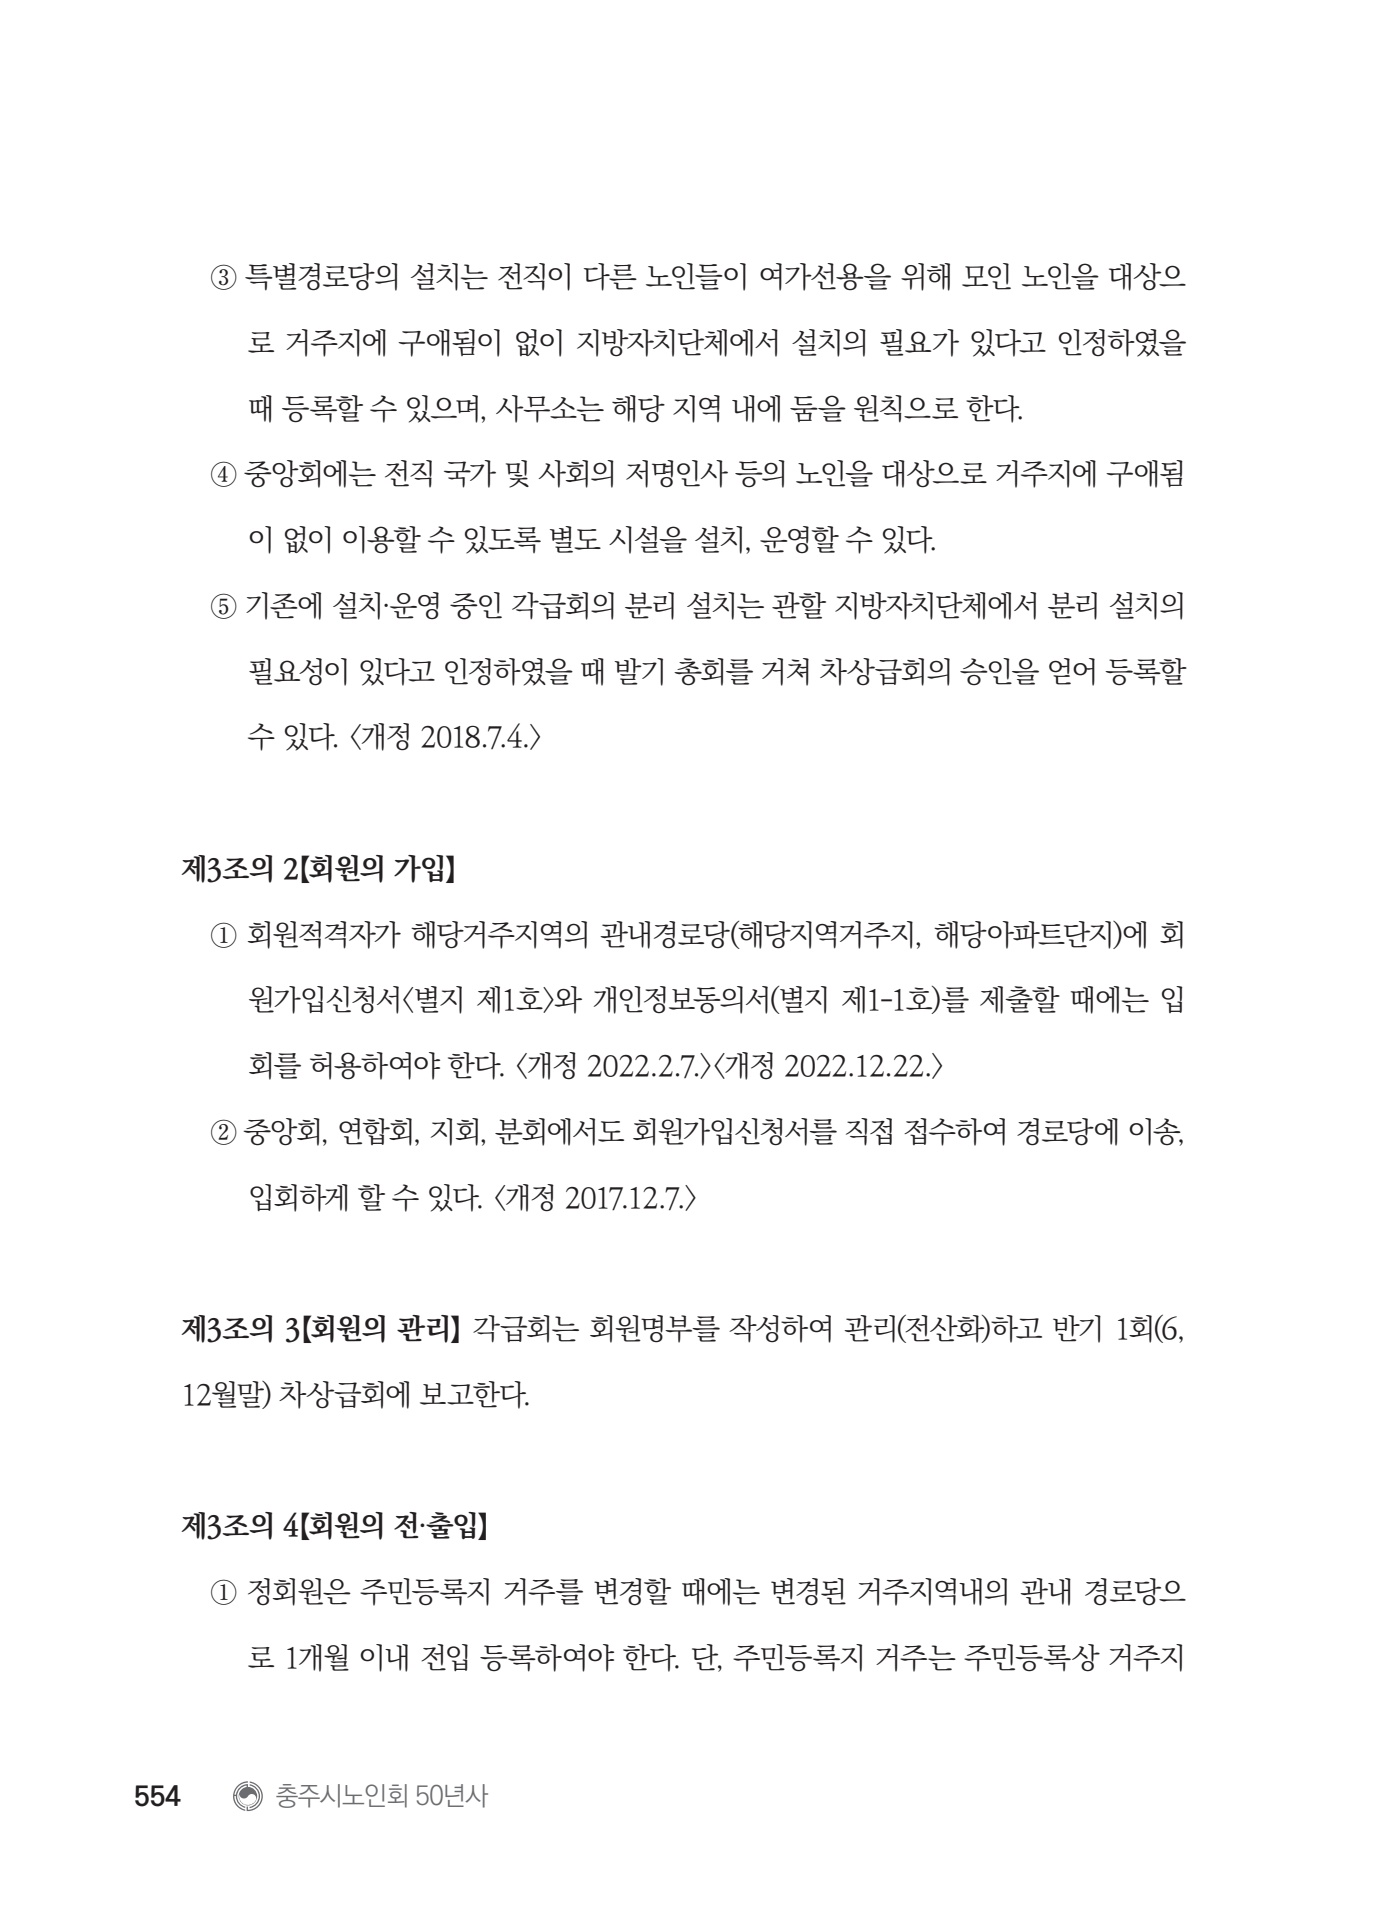 ③ 특별경로당의 설치는 전직이 다른 노인들이 여가선용을 위해 모인 노인을 대상으
로 거주지에 구애됨이 없이 지방자치단체에서 설치의 필요가 있다고 인정하였을
때 등록할 수 있으며, 사무소는 해당 지역 내에 둠을 원칙으로 한다.
④ 중앙회에는 전직 국가 및 사회의 저명인사 등의 노인을 대상으로 거주지에 구애됨
이 없이 이용할 수 있도록 별도 시설을 설치, 운영할 수 있다.
⑤ 기존에 설치·운영 중인 각급회의 분리 설치는 관할 지방자치단체에서 분리 설치의
필요성이 있다고 인정하였을 때 발기 총회를 거쳐 차상급회의 승인을 얻어 등록할
수 있다. 〈개정 2018.7.4.〉
제3조의 2【회원의 가입】
① 회원적격자가 해당거주지역의 관내경로당(해당지역거주지, 해당아파트단지)에 회
원가입신청서〈별지 제1호〉와 개인정보동의서(별지 제1-1호)를 제출할 때에는 입
회를 허용하여야 한다. 〈개정 2022.2.7.〉〈개정 2022.12.22.〉
② 중앙회, 연합회, 지회, 분회에서도 회원가입신청서를 직접 접수하여 경로당에 이송,
입회하게 할 수 있다. 〈개정 2017.12.7.〉
제3조의 3【회원의 관리】 각급회는 회원명부를 작성하여 관리(전산화)하고 반기 1회(6,
12월말) 차상급회에 보고한다.
제3조의 4【회원의 전·출입】
① 정회원은 주민등록지 거주를 변경할 때에는 변경된 거주지역내의 관내 경로당으
로 1개월 이내 전입 등록하여야 한다. 단, 주민등록지 거주는 주민등록상 거주지
554 충주시노인회 50년사